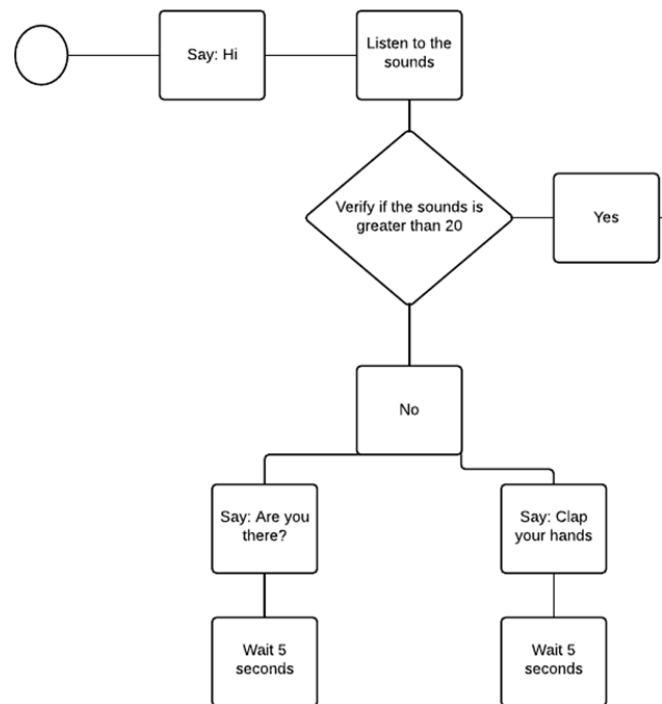 Say: Hi
Listen to the
sounds
Verify if the sounds is
greater than 20
Yes
No
Say: Are you
there?
Say: Clap
your hands
Wait 5
seconds
Wait 5
seconds